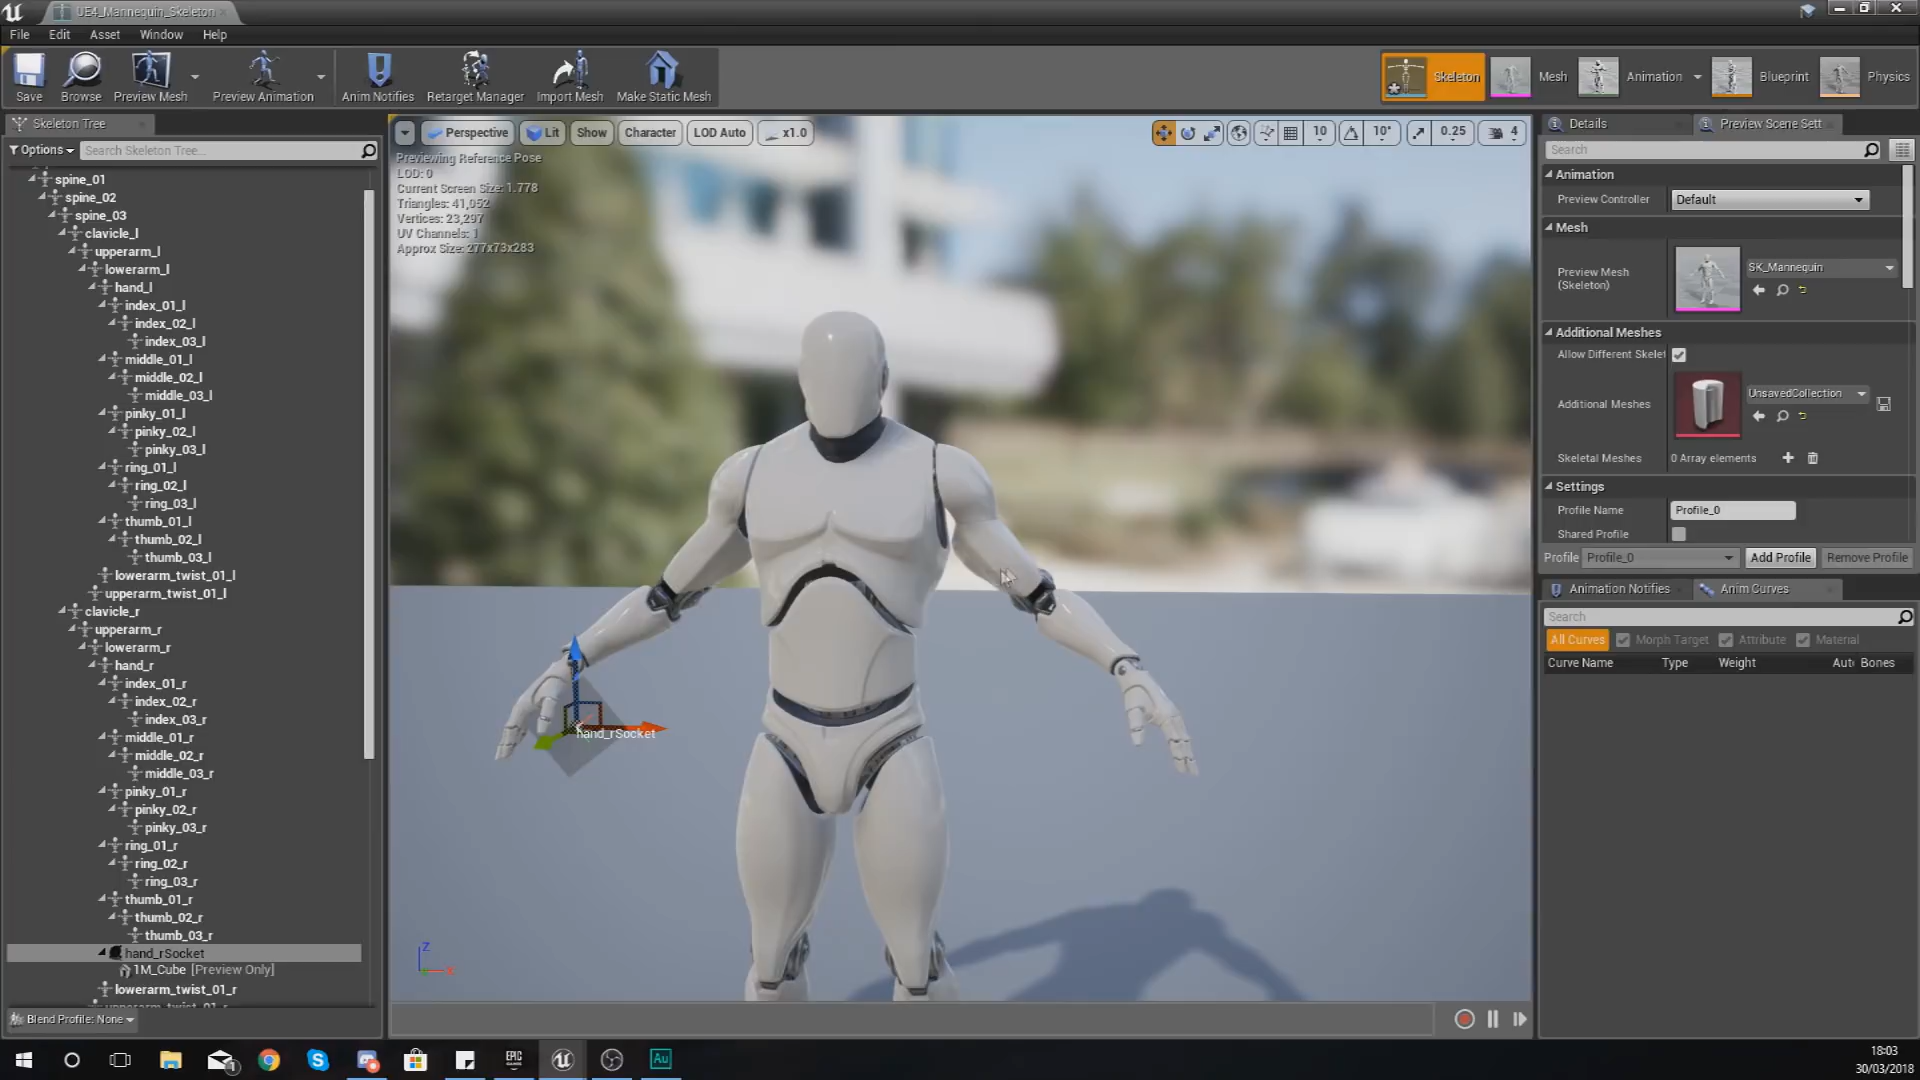 UE4_Mannequin_Skeleton
File Edit Asset Window Help
Save Browse Preview Mesh Preview Animation Anim Notifies Retarget Manager Import Mesh Make Static Mesh
Skeleton Mesh Animation Blueprint Physics
Skeleton Tree
Options Search Skeleton Tree...
spine_01
spine_02
spine_03
clavicle_l
upperarm_l
lowerarm_l
hand_l
index_01_l
index_02_l
index_03_l
middle_01_l
middle_02_l
middle_03_l
pinky_01_l
pinky_02_l
pinky_03_l
ring_01_l
ring_02_l
ring_03_l
thumb_01_l
thumb_02_l
thumb_03_l
lowerarm_twist_01_l
upperarm_twist_01_l
clavicle_r
upperarm_r
lowerarm_r
hand_r
index_01_r
index_02_r
index_03_r
middle_01_r
middle_02_r
middle_03_r
pinky_01_r
pinky_02_r
pinky_03_r
ring_01_r
ring_02_r
ring_03_r
thumb_01_r
thumb_02_r
thumb_03_r
hand_rSocket
1M_Cube [Preview Only]
lowerarm_twist_01_r
upperarm_twist_01_r
Blend Profile: None
Perspective Lit Show Character LOD Auto x1.0
10 10° 0.25 4
Previewing Reference Pose
LOD: 0
Current Screen Size: 1.778
Triangles: 41,052
Vertices: 23,297
UV Channels: 1
Approx Size: 277x73x283
hand_rSocket
Z
X
Details Preview Scene Sett
Search
Animation
Preview Controller Default
Mesh
Preview Mesh (Skeleton) SK_Mannequin
Additional Meshes
Allow Different Skelet
Additional Meshes UnsavedCollection
Skeletal Meshes 0 Array elements
Settings
Profile Name Profile_0
Shared Profile
Profile Profile_0 Add Profile Remove Profile
Animation Notifies Anim Curves
Search
All Curves Morph Target Attribute Material
Curve Name Type Weight Aut Bones
EPIC GAMES
Au
18:03
30/03/2018